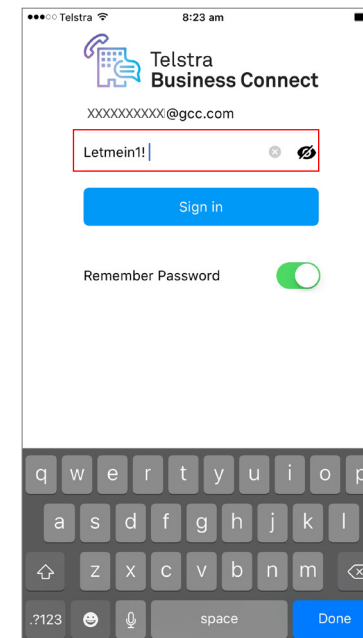 ●●●○○ Telstra 8:23 am
Telstra
Business Connect
XXXXXXXXXX@gcc.com
Letmein1!
Sign in
Remember Password
q w e r t y u i o p
a s d f g h j k l
z x c v b n m
.?123 space Done